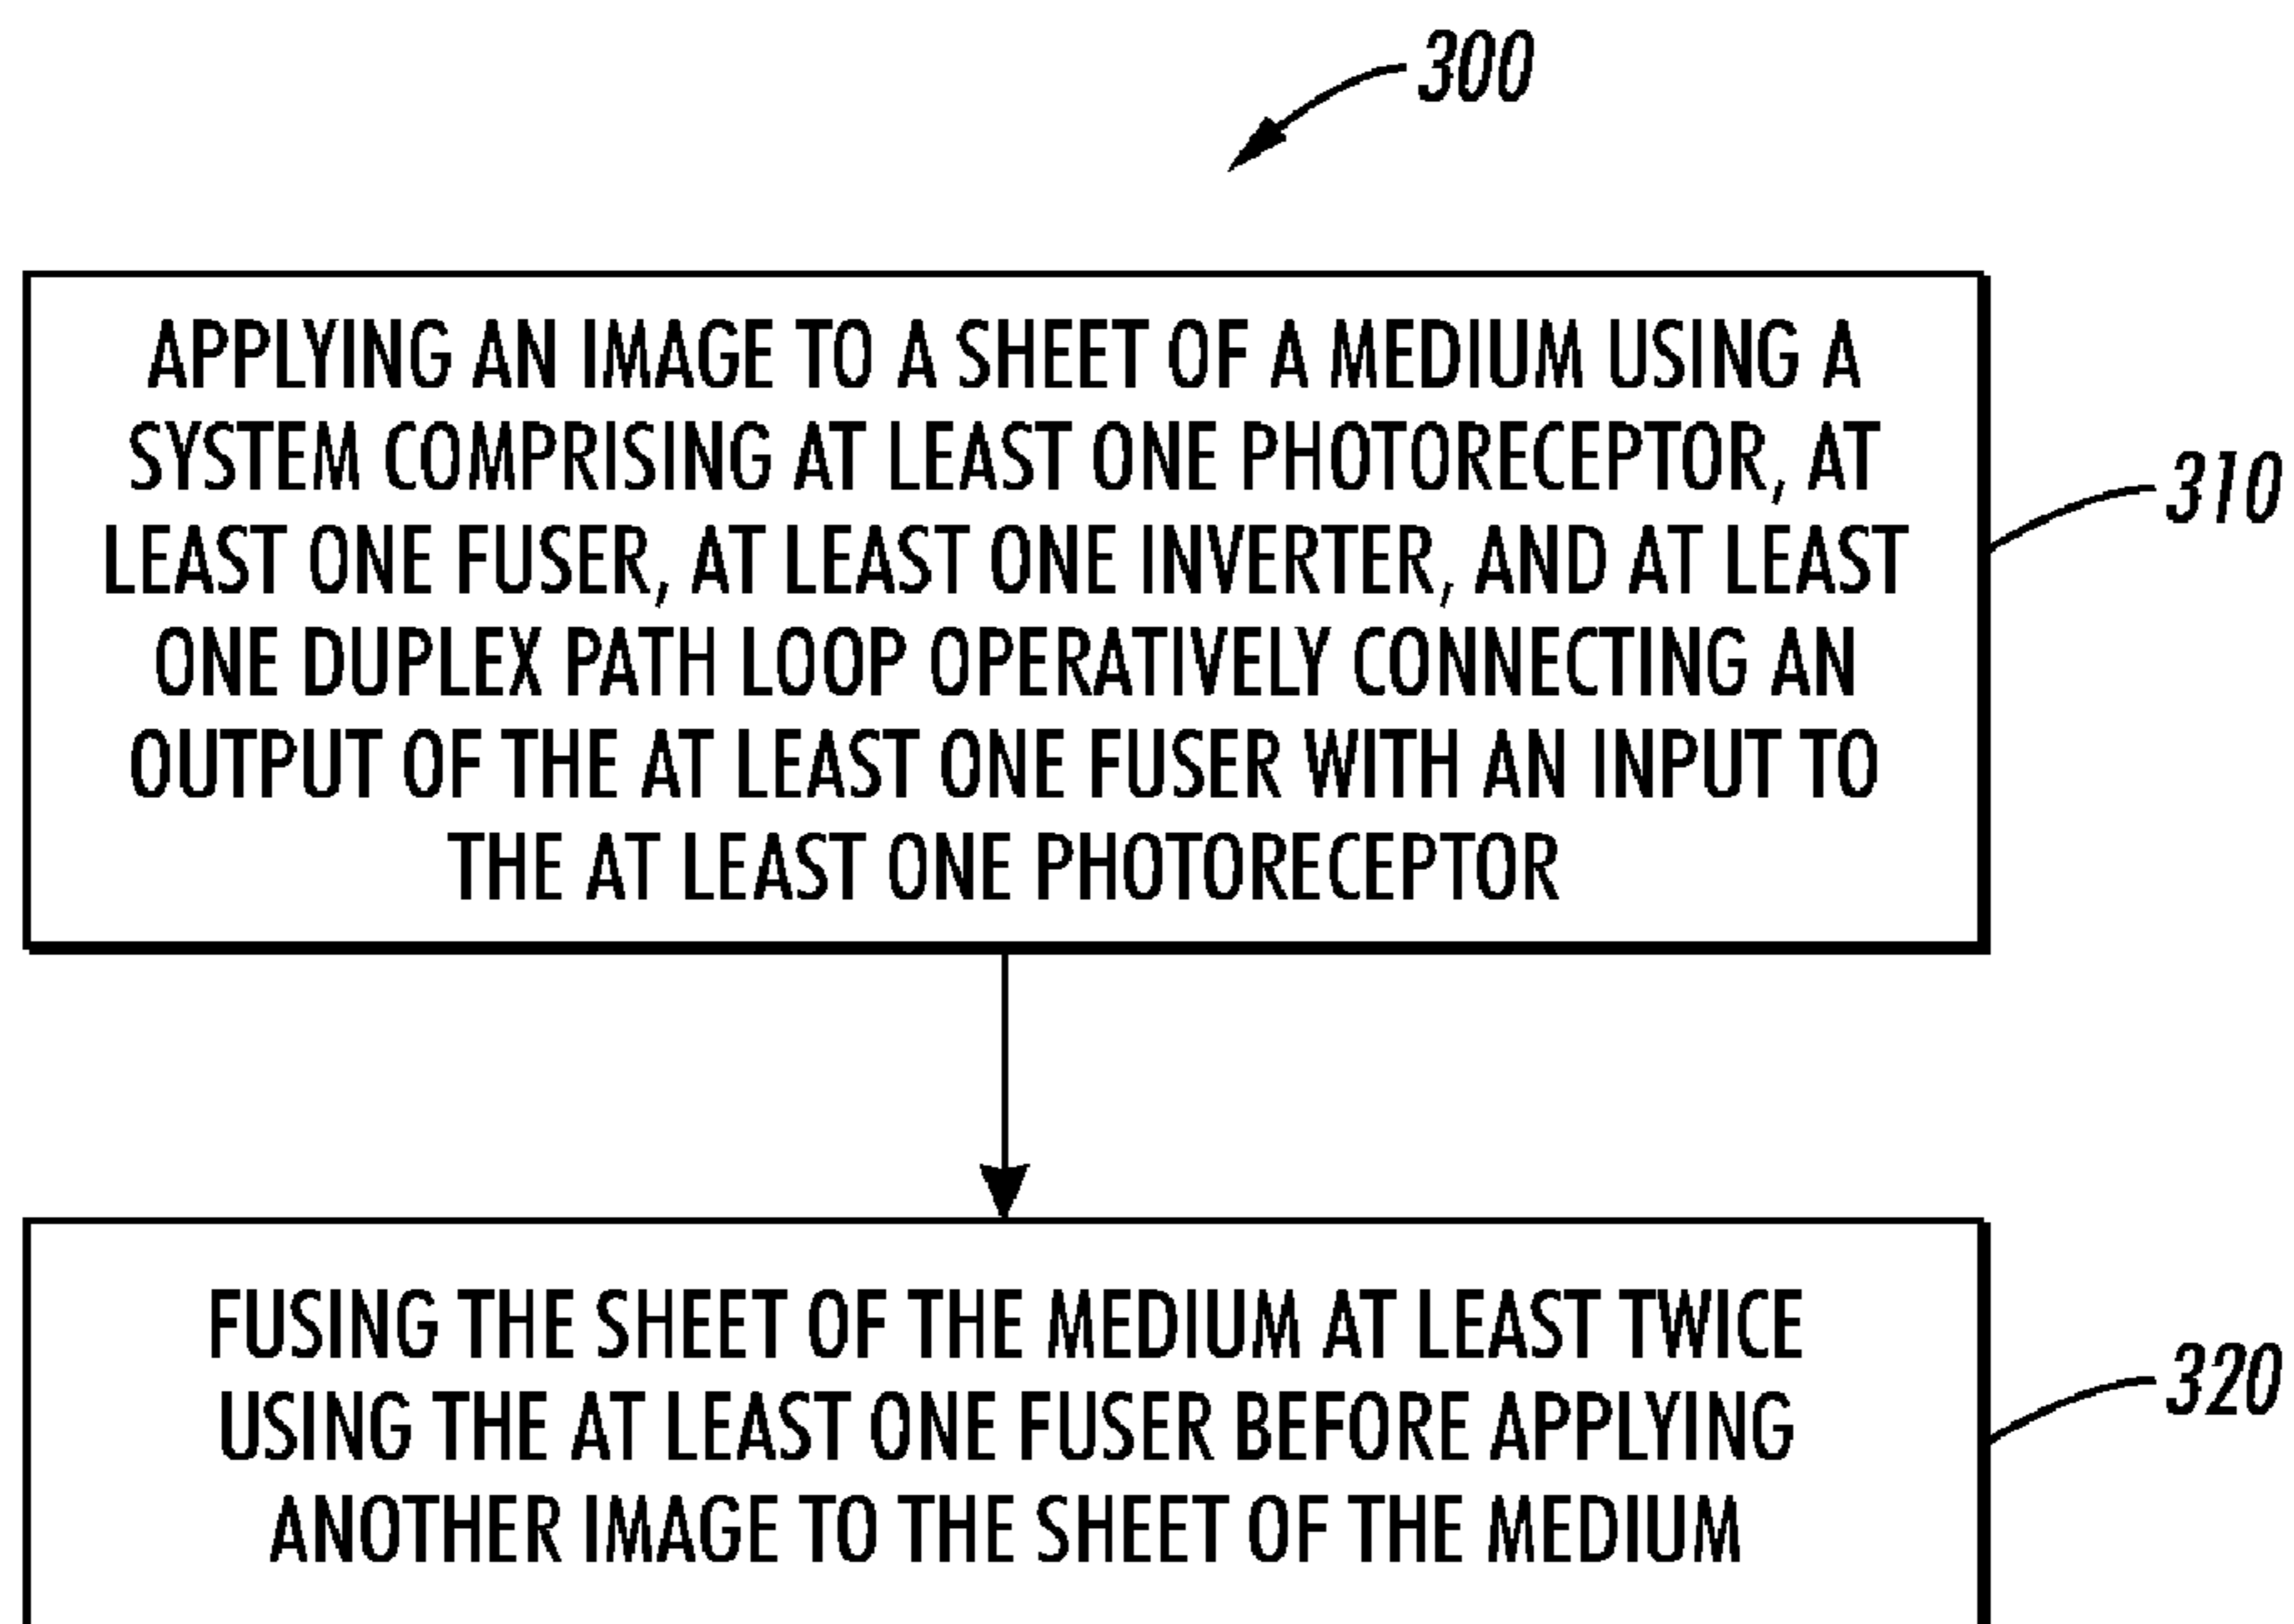 300
APPLYING AN IMAGE TO A SHEET OF A MEDIUM USING A
SYSTEM COMPRISING AT LEAST ONE PHOTORECEPTOR, AT
LEAST ONE FUSER, AT LEAST ONE INVERTER, AND AT LEAST
ONE DUPLEX PATH LOOP OPERATIVELY CONNECTING AN
OUTPUT OF THE AT LEAST ONE FUSER WITH AN INPUT TO
THE AT LEAST ONE PHOTORECEPTOR
310
FUSING THE SHEET OF THE MEDIUM AT LEAST TWICE
USING THE AT LEAST ONE FUSER BEFORE APPLYING
ANOTHER IMAGE TO THE SHEET OF THE MEDIUM
320